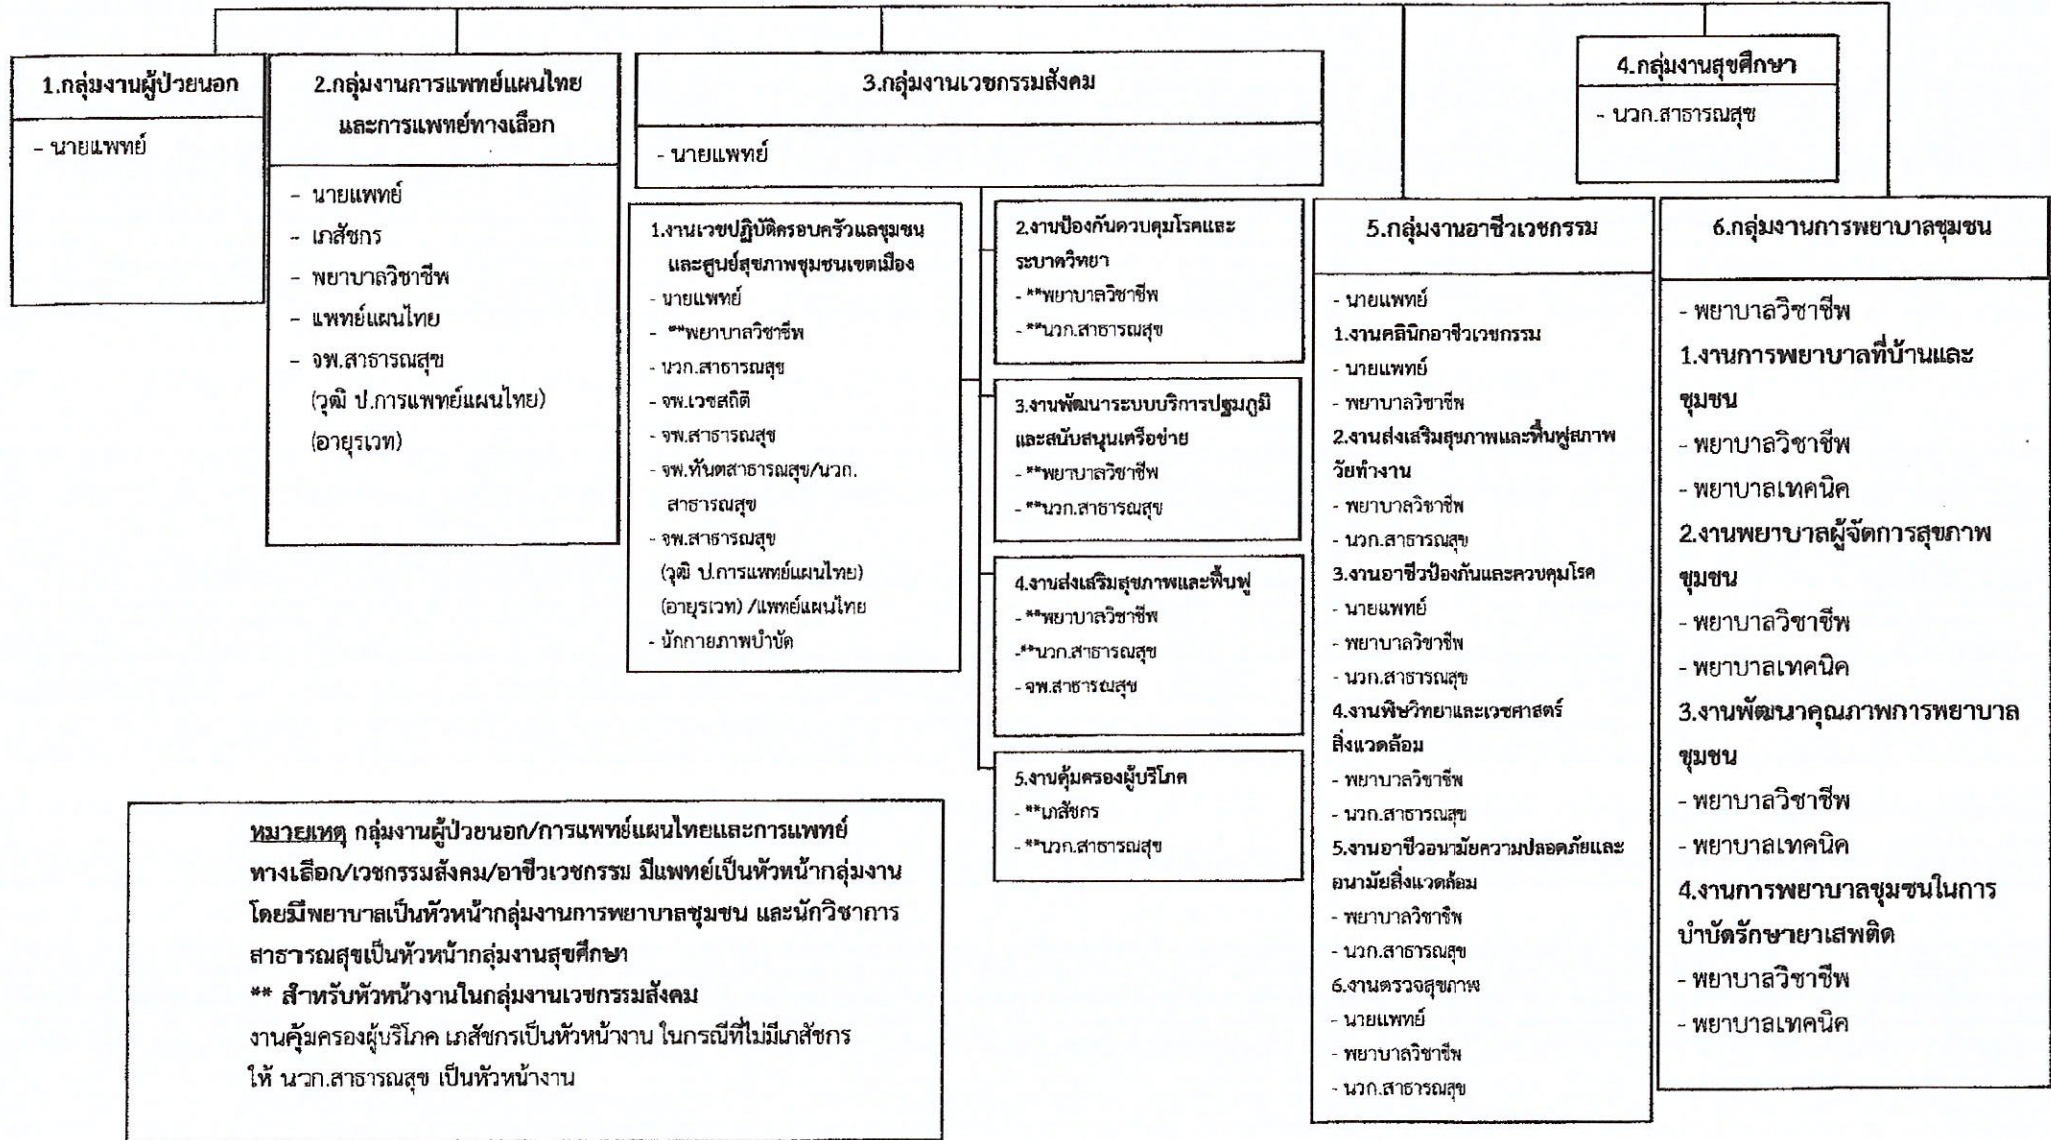 1.กลุ่มงานผู้ป่วยนอก
- นายแพทย์
2.กลุ่มงานการแพทย์แผนไทย
และการแพทย์ทางเลือก
- นายแพทย์
- เภสัชกร
- พยาบาลวิชาชีพ
- แพทย์แผนไทย
- จพ.สาธารณสุข
(วุฒิ ป.การแพทย์แผนไทย)
(อายุรเวท)
3.กลุ่มงานเวชกรรมสังคม
- นายแพทย์
1.งานเวชปฏิบัติครอบครัวแลชุมชน
และศูนย์สุขภาพชุมชนเขตเมือง
- นายแพทย์
- **พยาบาลวิชาชีพ
- นวก.สาธารณสุข
- จพ.เวชสถิติ
- จพ.สาธารณสุข
- จพ.ทันตสาธารณสุข/นวก.
สาธารณสุข
- จพ.สาธารณสุข
(วุฒิ ป.การแพทย์แผนไทย)
(อายุรเวท) /แพทย์แผนไทย
- นักกายภาพบำบัด
2.งานป้องกันควบคุมโรคและ
ระบาดวิทยา
- **พยาบาลวิชาชีพ
- **นวก.สาธารณสุข
3.งานพัฒนาระบบบริการปฐมภูมิ
และสนับสนุนเครือข่าย
- **พยาบาลวิชาชีพ
- **นวก.สาธารณสุข
4.งานส่งเสริมสุขภาพและฟื้นฟู
- **พยาบาลวิชาชีพ
-**นวก.สาธารณสุข
- จพ.สาธารณสุข
5.งานคุ้มครองผู้บริโภค
- **เภสัชกร
- **นวก.สาธารณสุข
4.กลุ่มงานสุขศึกษา
- นวก.สาธารณสุข
5.กลุ่มงานอาชีวเวชกรรม
- นายแพทย์
1.งานคลินิกอาชีวเวชกรรม
- นายแพทย์
- พยาบาลวิชาชีพ
2.งานส่งเสริมสุขภาพและฟื้นฟูสภาพ
วัยทำงาน
- พยาบาลวิชาชีพ
- นวก.สาธารณสุข
3.งานอาชีวป้องกันและควบคุมโรค
- นายแพทย์
- พยาบาลวิชาชีพ
- นวก.สาธารณสุข
4.งานพิษวิทยาและเวชศาสตร์
สิ่งแวดล้อม
- พยาบาลวิชาชีพ
- นวก.สาธารณสุข
5.งานอาชีวอนามัยความปลอดภัยและ
อนามัยสิ่งแวดล้อม
- พยาบาลวิชาชีพ
- นวก.สาธารณสุข
6.งานตรวจสุขภาพ
- นายแพทย์
- พยาบาลวิชาชีพ
- นวก.สาธารณสุข
6.กลุ่มงานการพยาบาลชุมชน
- พยาบาลวิชาชีพ
1.งานการพยาบาลที่บ้านและ
ชุมชน
- พยาบาลวิชาชีพ
- พยาบาลเทคนิค
2.งานพยาบาลผู้จัดการสุขภาพ
ชุมชน
- พยาบาลวิชาชีพ
- พยาบาลเทคนิค
3.งานพัฒนาคุณภาพการพยาบาล
ชุมชน
- พยาบาลวิชาชีพ
- พยาบาลเทคนิค
4.งานการพยาบาลชุมชนในการ
บำบัดรักษายาเสพติด
- พยาบาลวิชาชีพ
- พยาบาลเทคนิค
หมายเหตุ กลุ่มงานผู้ป่วยนอก/การแพทย์แผนไทยและการแพทย์
ทางเลือก/เวชกรรมสังคม/อาชีวเวชกรรม มีแพทย์เป็นหัวหน้ากลุ่มงาน
โดยมีพยาบาลเป็นหัวหน้ากลุ่มงานการพยาบาลชุมชน และนักวิชาการ
สาธารณสุขเป็นหัวหน้ากลุ่มงานสุขศึกษา
** สำหรับหัวหน้างานในกลุ่มงานเวชกรรมสังคม
งานคุ้มครองผู้บริโภค เภสัชกรเป็นหัวหน้างาน ในกรณีที่ไม่มีเภสัชกร
ให้ นวก.สาธารณสุข เป็นหัวหน้างาน